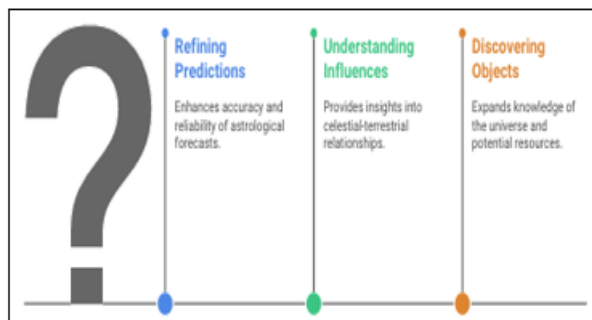 ?
Refining
Predictions
Enhances accuracy and
reliability of astrological
forecasts.
Understanding
Influences
Provides insights into
celestial-terrestrial
relationships.
Discovering
Objects
Expands knowledge of
the universe and
potential resources.